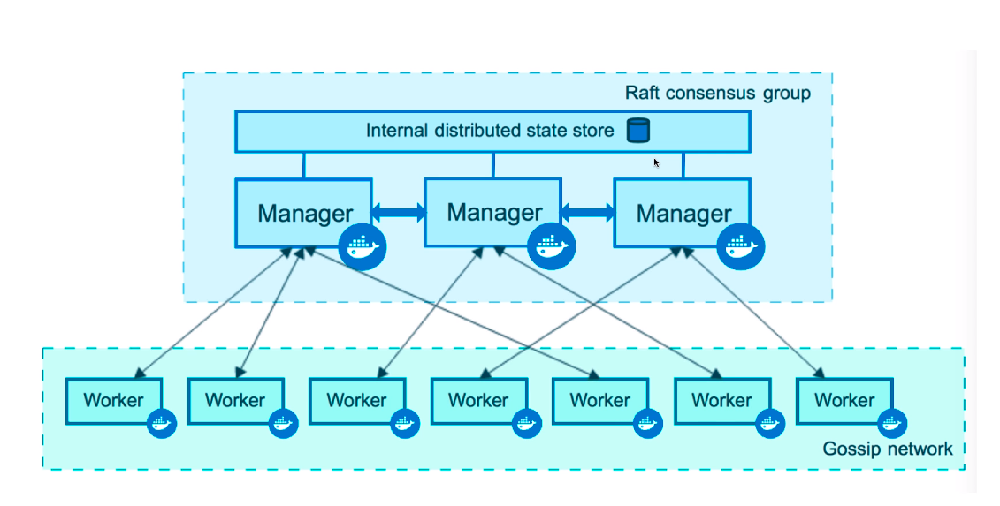 Raft consensus group
Internal distributed state store
Manager
Manager
Manager
Worker
Worker
Worker
Worker
Worker
Worker
Worker
Gossip network